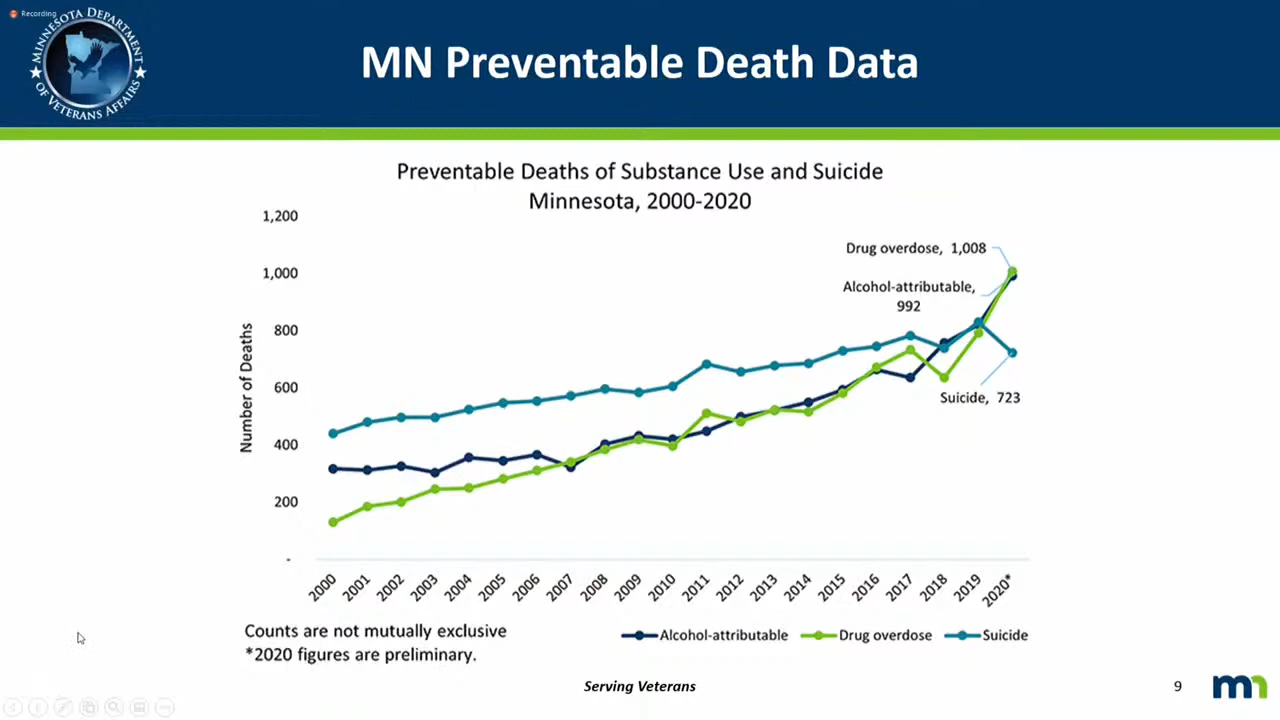 Recording
MINNESOTA DEPARTMENT
OF VETERANS AFFAIRS
MN Preventable Death Data
Preventable Deaths of Substance Use and Suicide
Minnesota, 2000-2020
1,200
1,000
800
600
400
200
-
Number of Deaths
Drug overdose, 1,008
Alcohol-attributable,
992
Suicide, 723
2000 2001 2002 2003 2004 2005 2006 2007 2008 2009 2010 2011 2012 2013 2014 2015 2016 2017 2018 2019 2020*
Counts are not mutually exclusive
*2020 figures are preliminary.
Alcohol-attributable Drug overdose Suicide
Serving Veterans
9
mn